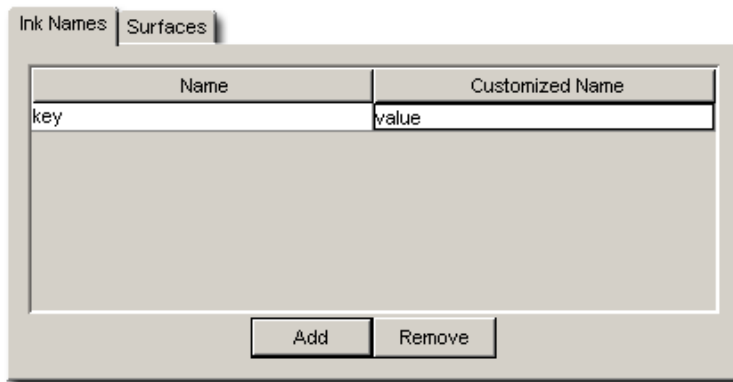 Ink Names Surfaces
Name Customized Name
key value
Add Remove